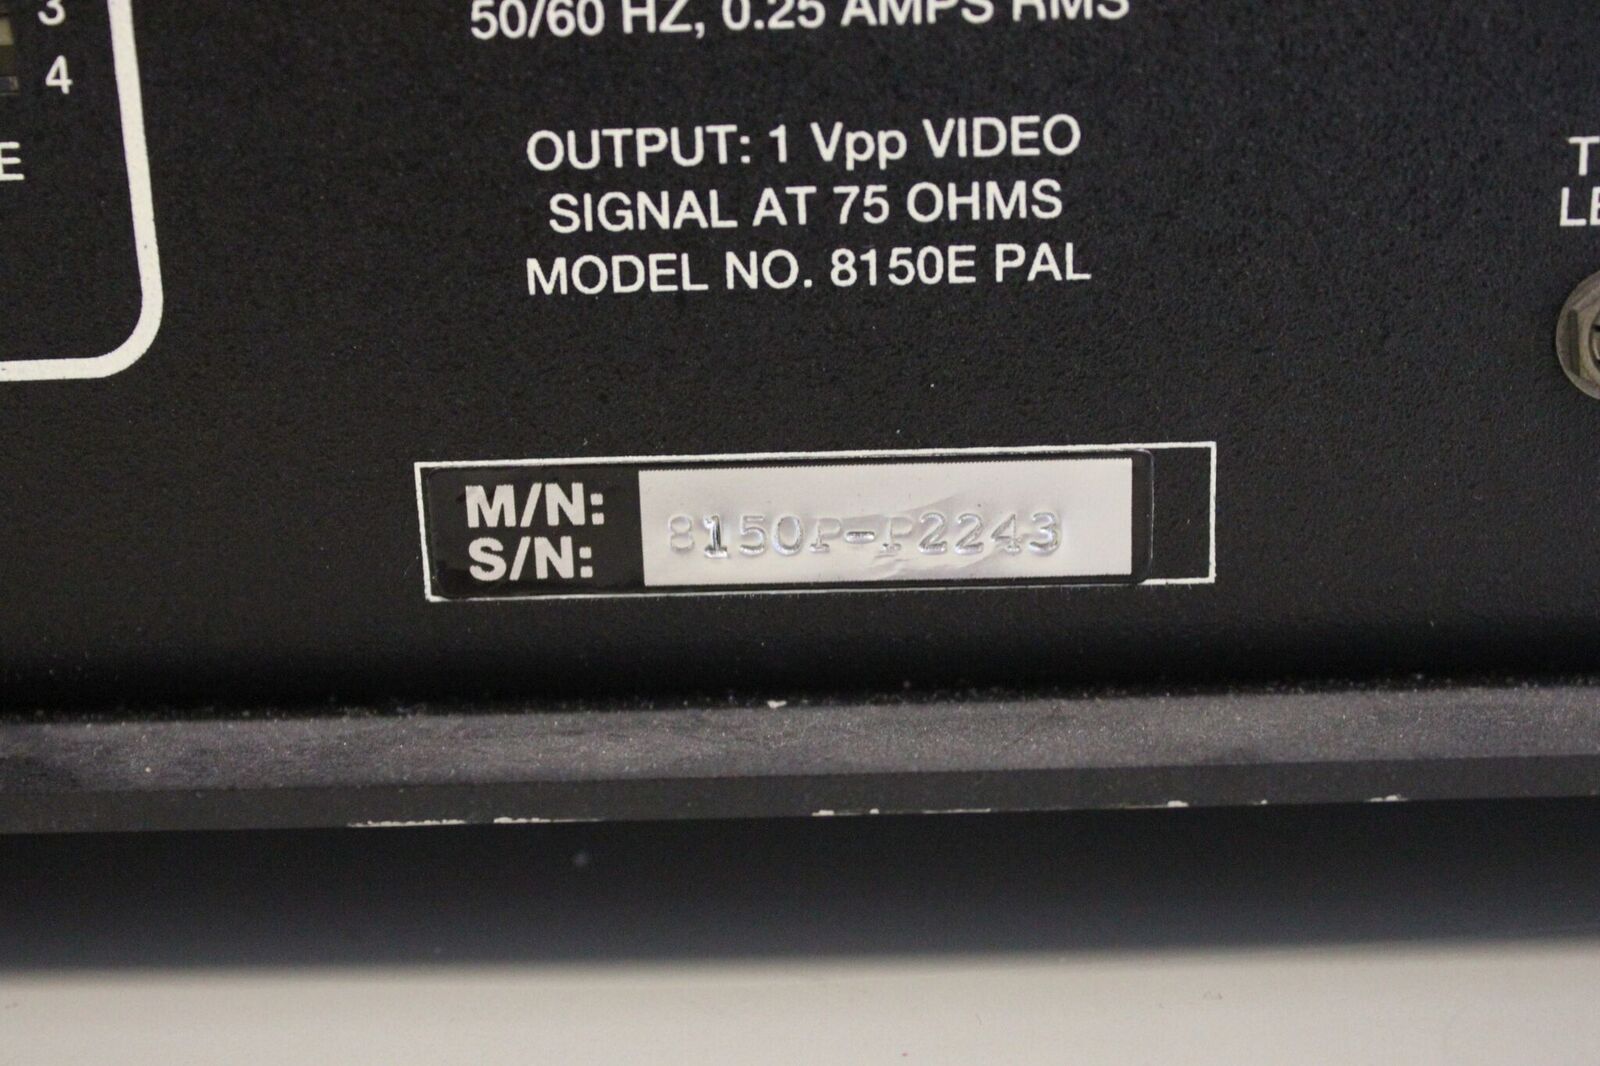 3
4
E
50/60 HZ, 0.25 AMPS RMS
OUTPUT: 1 Vpp VIDEO
SIGNAL AT 75 OHMS
MODEL NO. 8150E PAL
T
LE
M/N:
S/N:
8150P-P2243